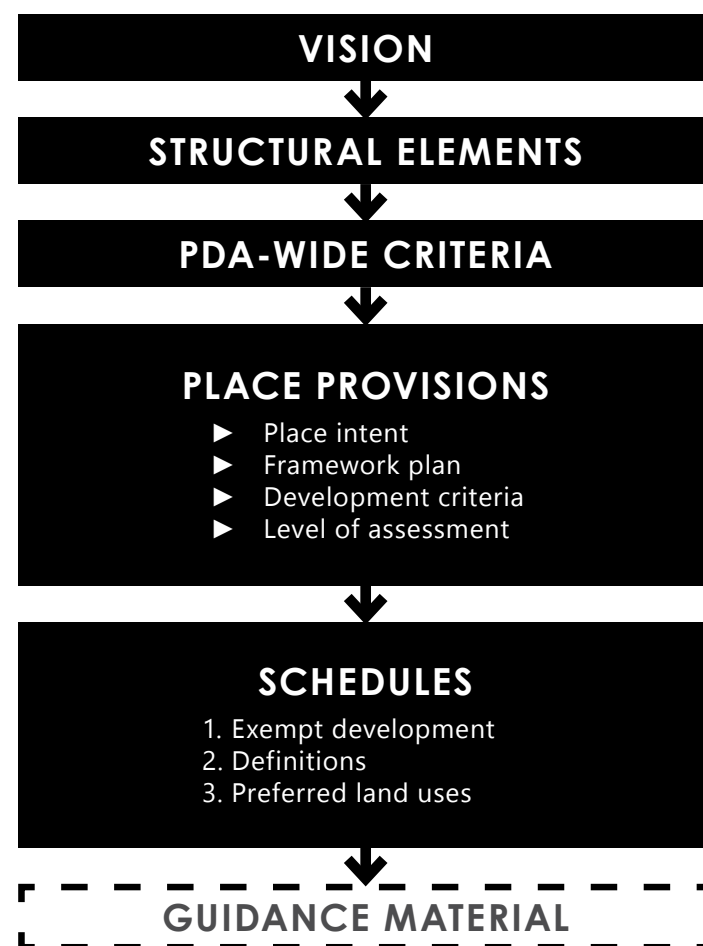 VISION
STRUCTURAL ELEMENTS
PDA-WIDE CRITERIA
PLACE PROVISIONS
► Place intent
► Framework plan
► Development criteria
► Level of assessment
SCHEDULES
1. Exempt development
2. Definitions
3. Preferred land uses
GUIDANCE MATERIAL